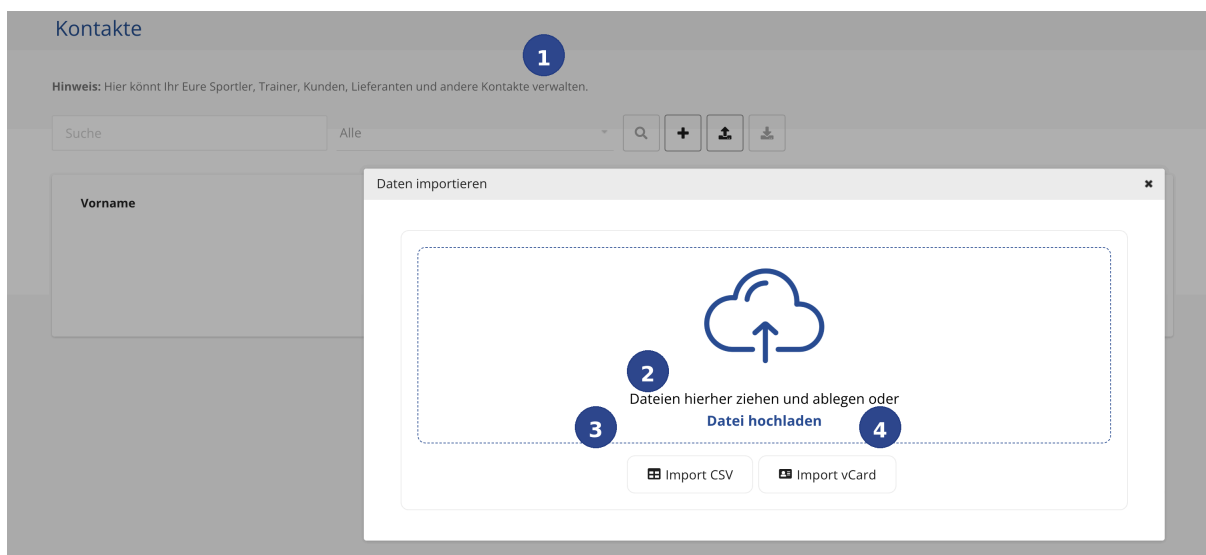 Kontakte
1
Hinweis: Hier könnt Ihr Eure Sportler, Trainer, Kunden, Lieferanten und andere Kontakte verwalten.
Suche
Alle
Daten importieren
Vorname
2
Dateien hierher ziehen und ablegen oder
3
Datei hochladen
4
Import CSV
Import vCard